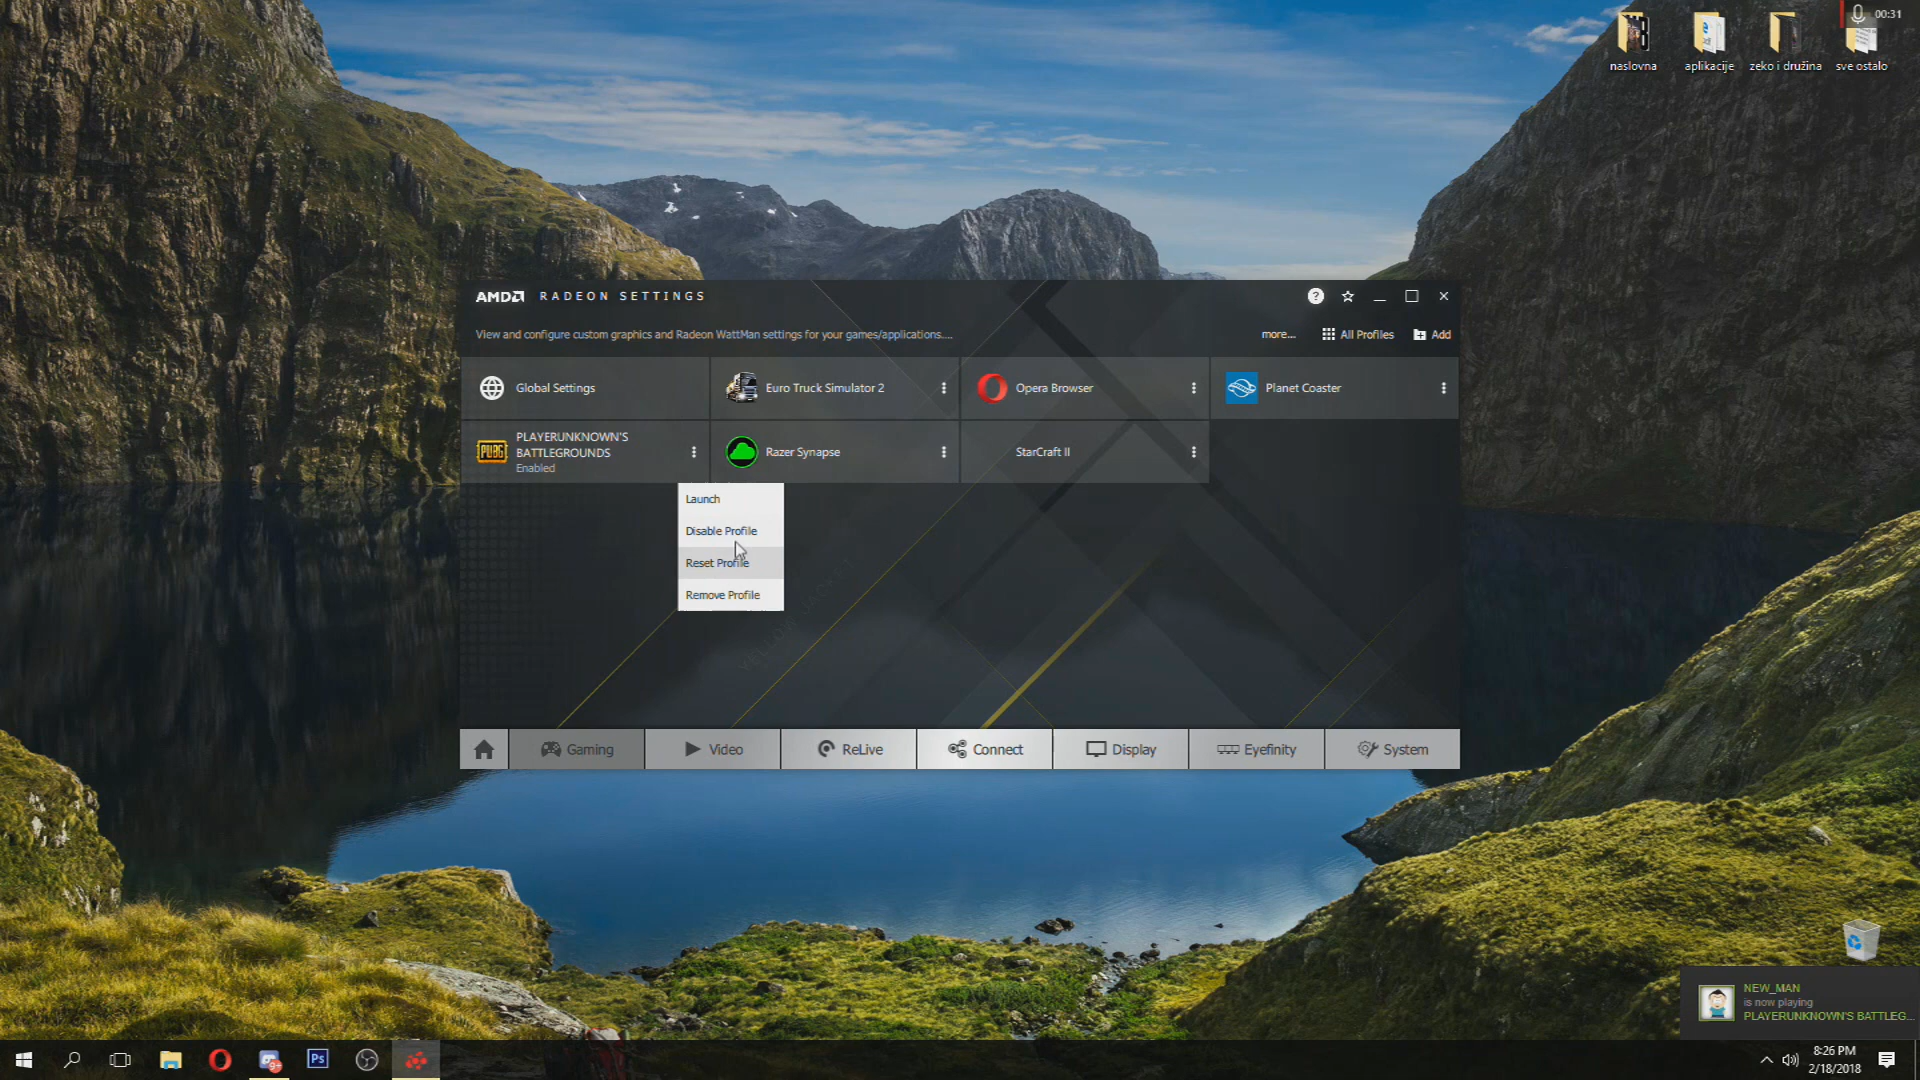 naslovna
aplikacije
zeko i družina
sve ostalo
00:31
AMD
RADEON SETTINGS
?
View and configure custom graphics and Radeon WattMan settings for your games/applications....
more...
All Profiles
Add
Global Settings
Euro Truck Simulator 2
Opera Browser
Planet Coaster
PUBG
PLAYERUNKNOWN'S
BATTLEGROUNDS
Enabled
Razer Synapse
StarCraft II
Launch
Disable Profile
Reset Profile
Remove Profile
Gaming
Video
ReLive
Connect
Display
Eyefinity
System
NEW_MAN
is now playing
PLAYERUNKNOWN'S BATTLEG...
9+
Ps
8:26 PM
2/18/2018